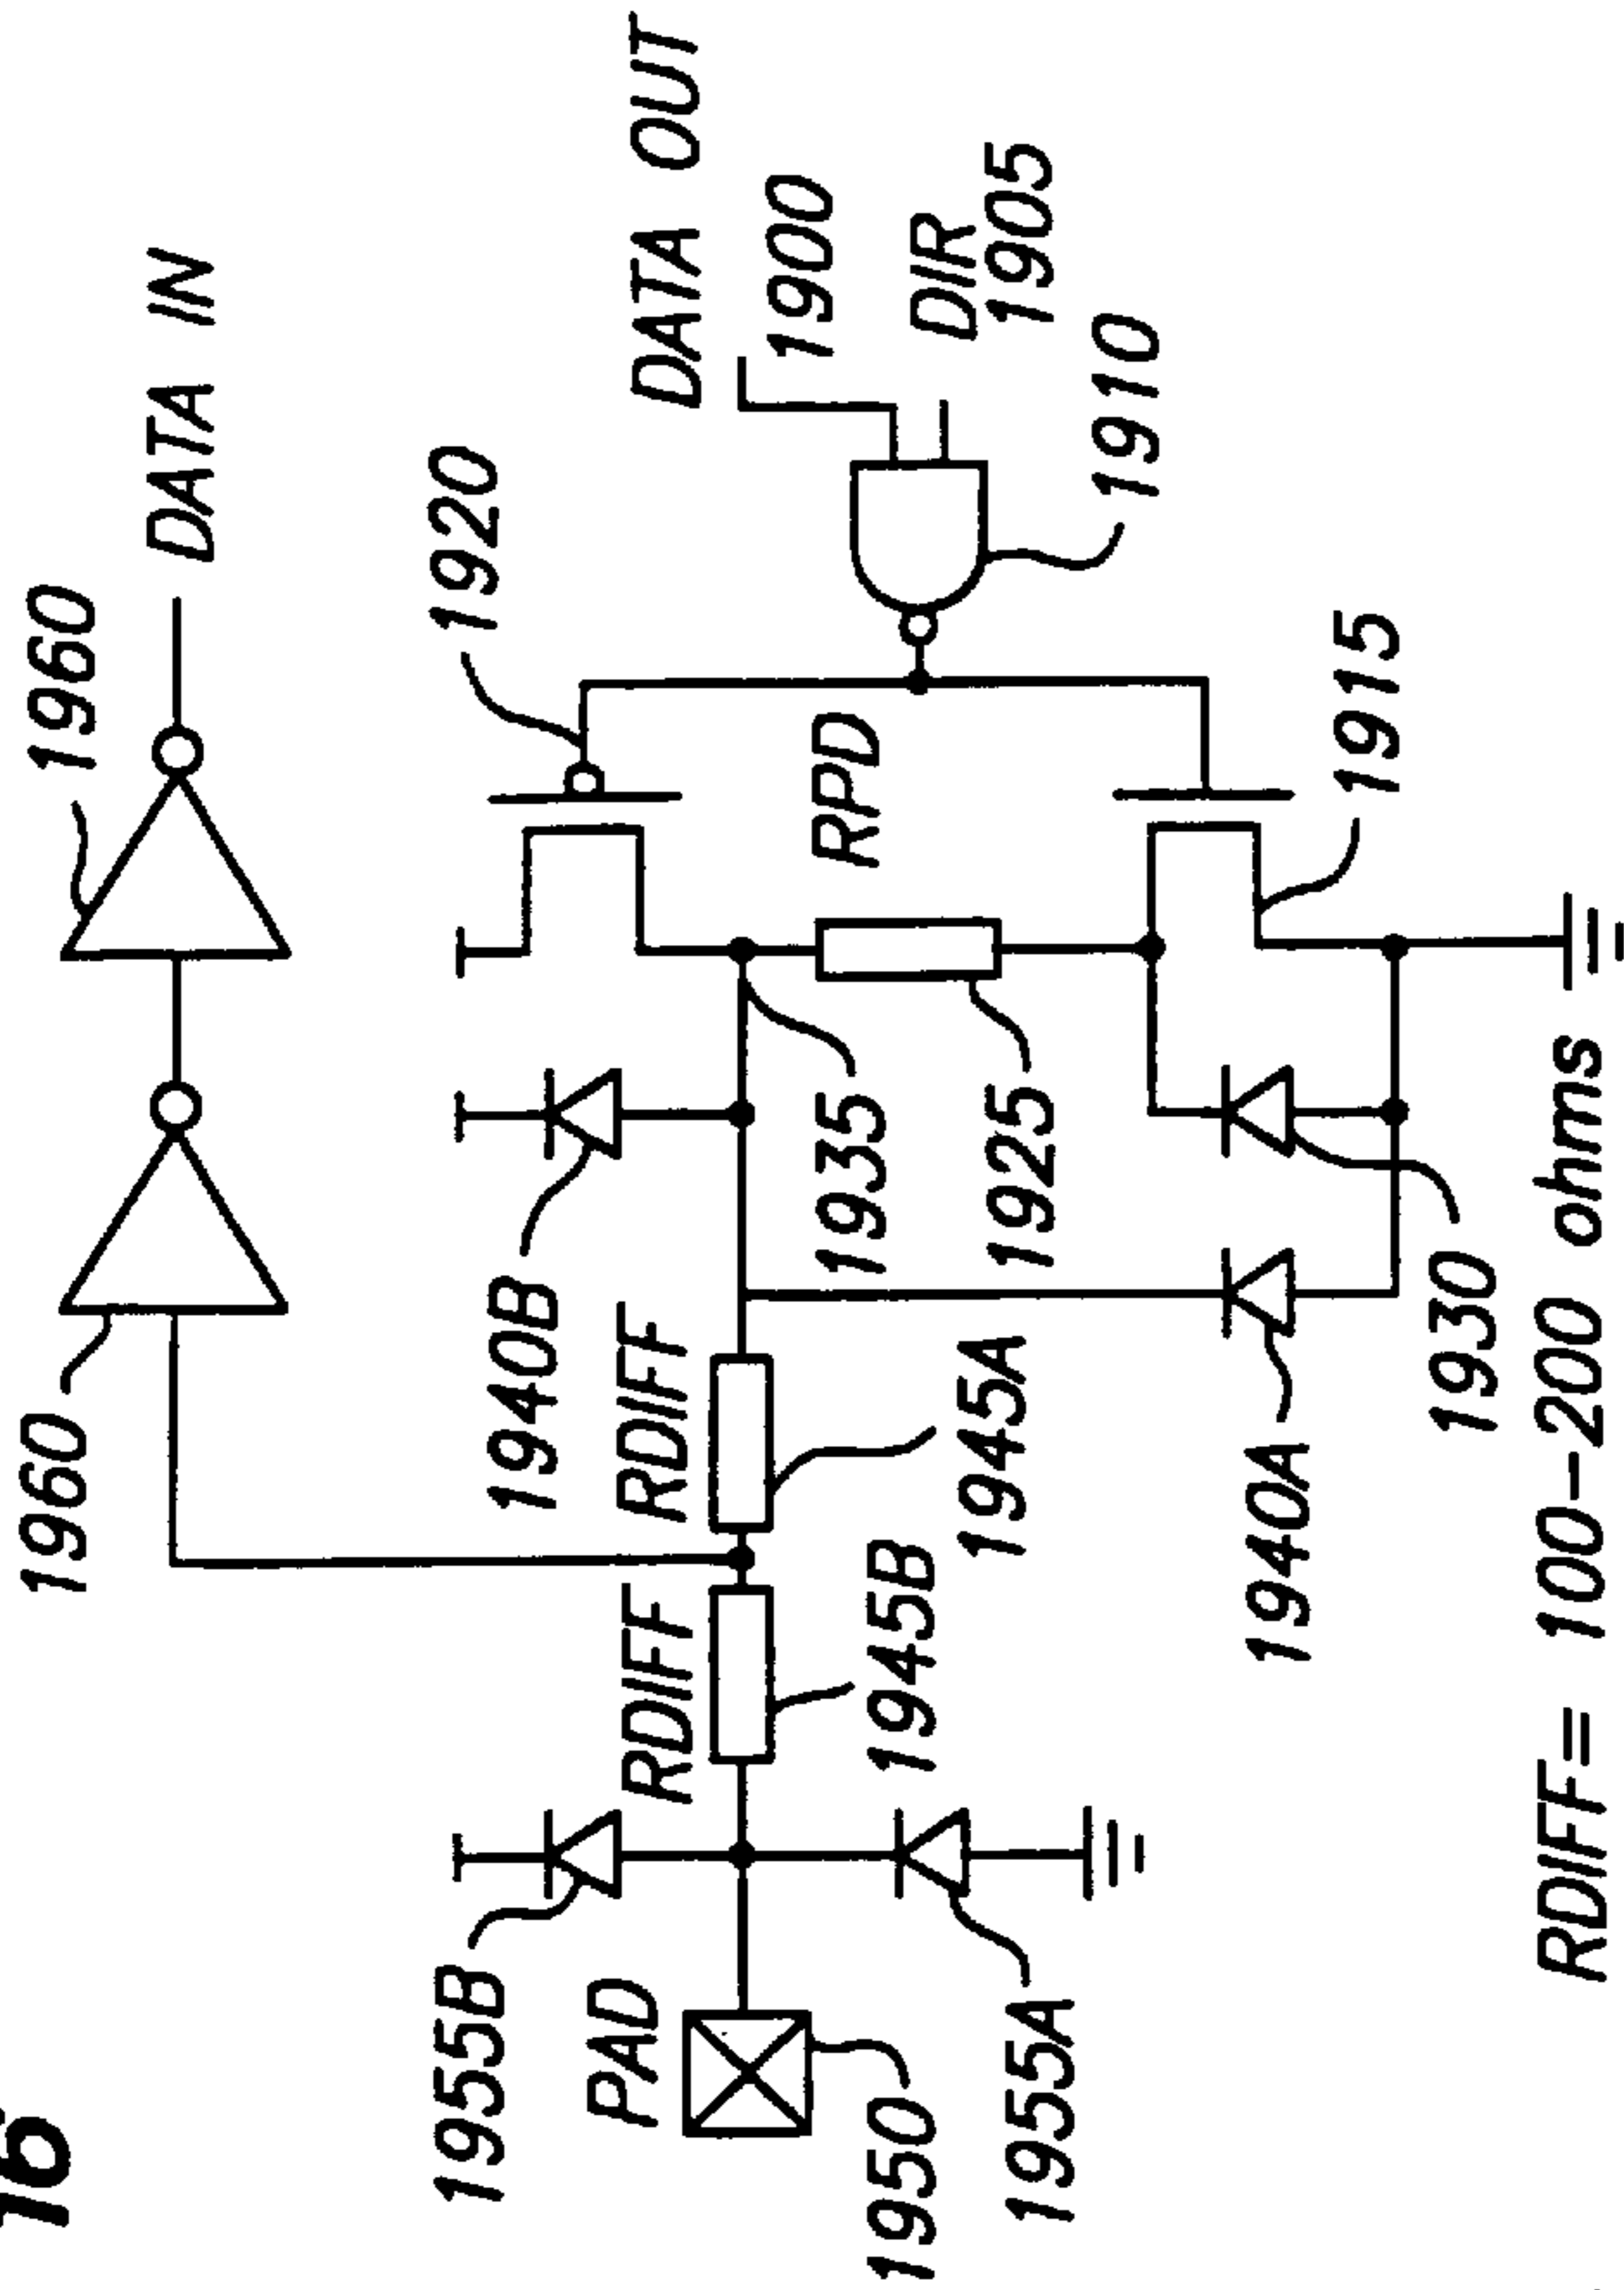 16
1960
1960
DATA IN
1955B
1920
1940B
PAD
RDIFF
RDIFF
DATA OUT
1900
1935
RPD
1950
1945B
DIR
1945A
1925
1905
1955A
1910
1940A
1915
1930
RDIFF= 100-200 ohms